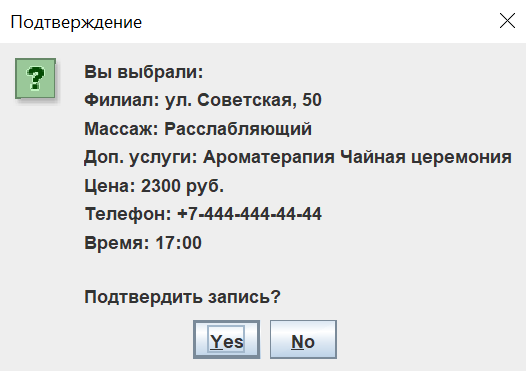 Подтверждение
Вы выбрали:
Филиал: ул. Советская, 50
Массаж: Расслабляющий
Доп. услуги: Ароматерапия Чайная церемония
Цена: 2300 руб.
Телефон: +7-444-444-44-44
Время: 17:00
Подтвердить запись?
Yes No